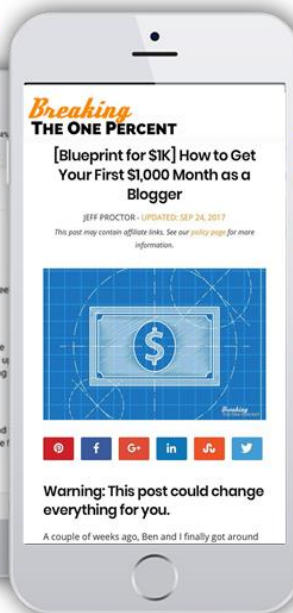 Breaking
THE ONE PERCENT
[Blueprint for $1K] How to Get
Your First $1,000 Month as a
Blogger
JEFF PROCTOR - UPDATED: SEP 24, 2017
This post may contain affiliate links. See our policy page for more
information.
$
Breaking
THE ONE PERCENT
f
G+
in
Warning: This post could change
everything for you.
A couple of weeks ago, Ben and I finally got around